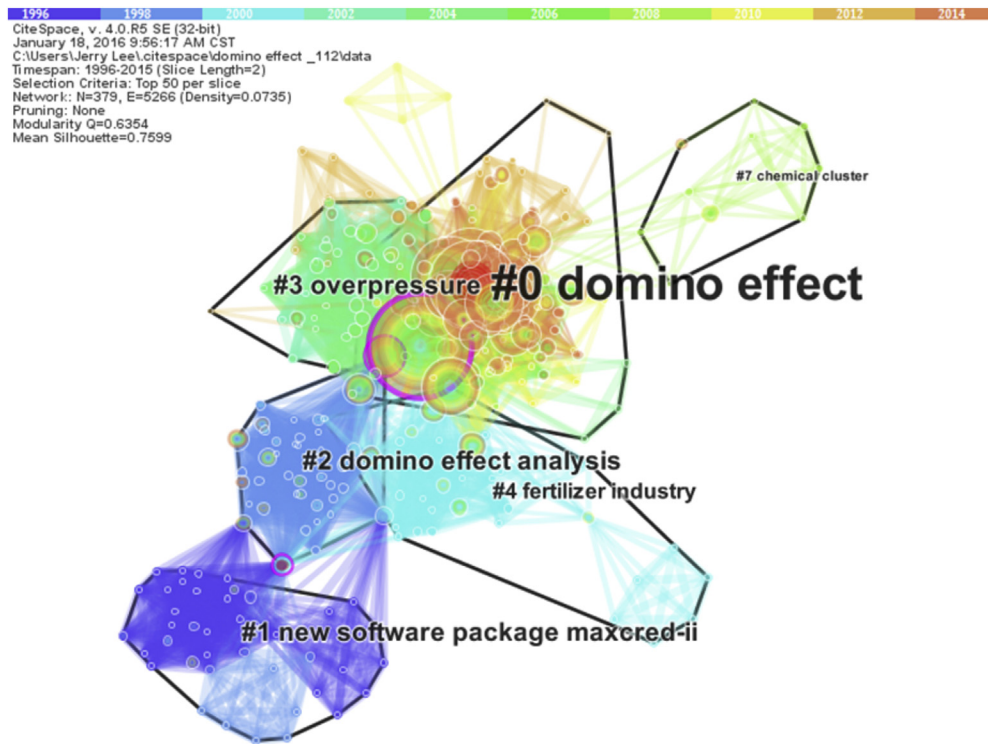 1996 1998 2000 2002 2004 2006 2008 2010 2012 2014
CiteSpace, v. 4.0.R5 SE (32-bit)
January 18, 2016 9:56:17 AM CST
C:\Users\Jerry Lee\.citespace\domino effect _112\data
Timespan: 1996-2015 (Slice Length=2)
Selection Criteria: Top 50 per slice
Network: N=379, E=5266 (Density=0.0735)
Pruning: None
Modularity Q=0.6354
Mean Silhouette=0.7599
#7 chemical cluster
#3 overpressure
#0 domino effect
#2 domino effect analysis
#4 fertilizer industry
#1 new software package maxcred-ii